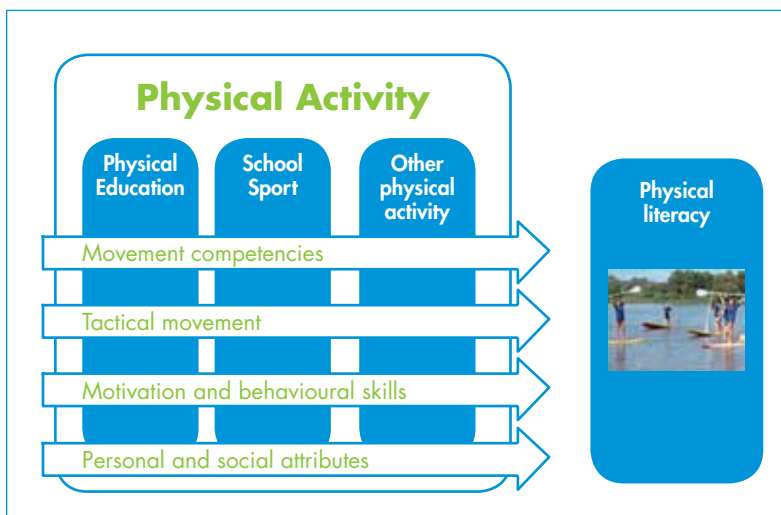 Physical Activity
Physical
Education
School
Sport
Other
physical
activity
Movement competencies
Tactical movement
Motivation and behavioural skills
Personal and social attributes
Physical
literacy